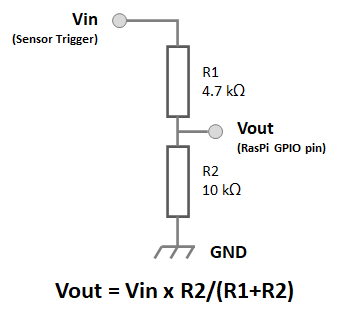 Vin
(Sensor Trigger)
R1
4.7 kΩ
Vout
(RasPi GPIO pin)
R2
10 kΩ
GND
Vout = Vin x R2/(R1+R2)